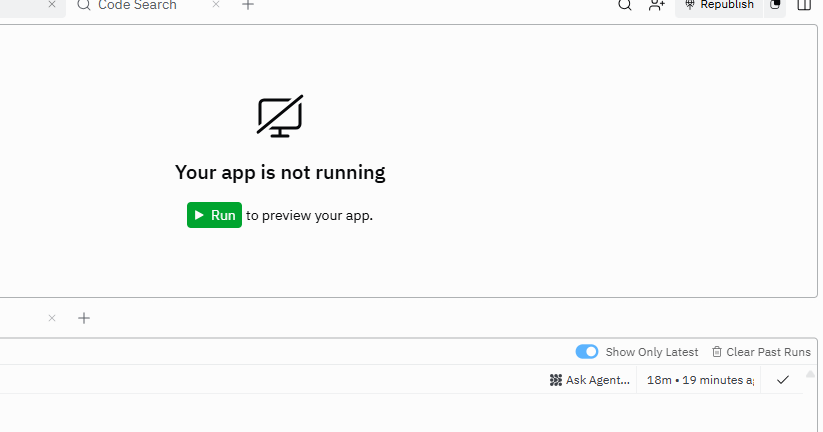 Code Search
Republish
Your app is not running
Run to preview your app.
Show Only Latest Clear Past Runs
Ask Agent... 18m • 19 minutes a